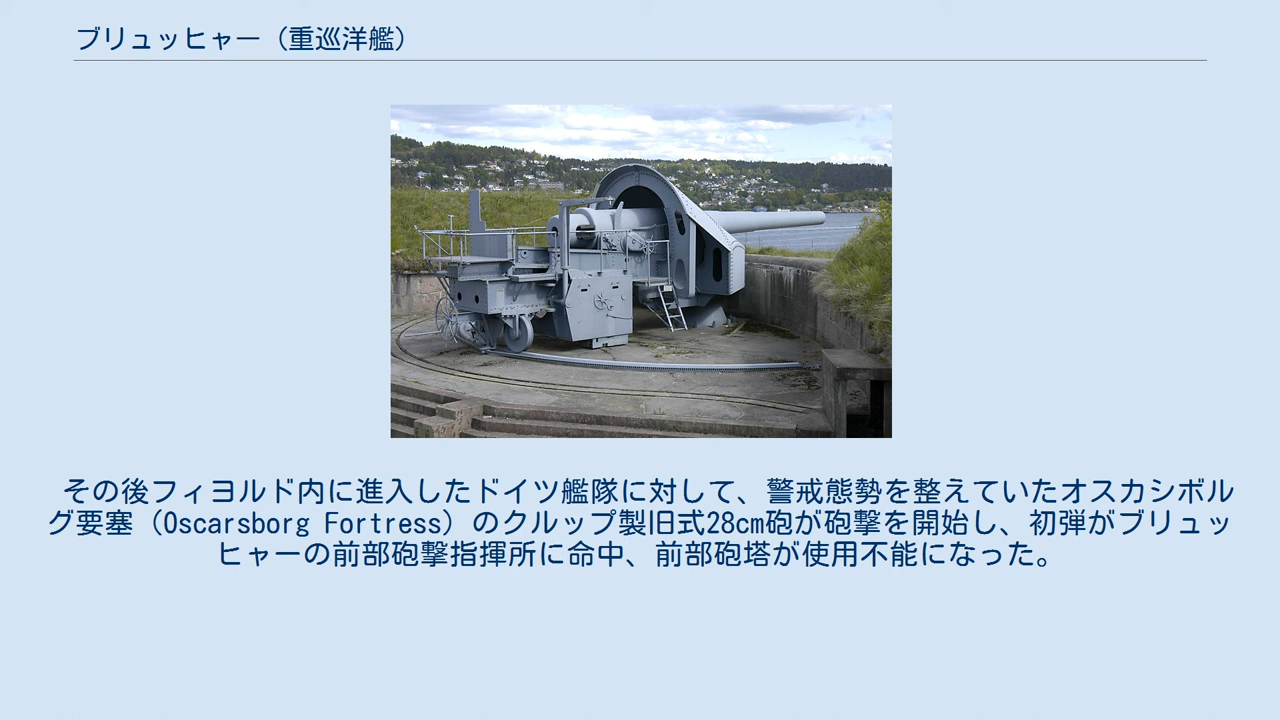 ブリュッヒャー（重巡洋艦）
その後フィヨルド内に進入したドイツ艦隊に対して、警戒態勢を整えていたオスカシボル
グ要塞（Oscarsborg Fortress）のクルップ製旧式28cm砲が砲撃を開始し、初弾がブリュッ
ヒャーの前部砲撃指揮所に命中、前部砲塔が使用不能になった。